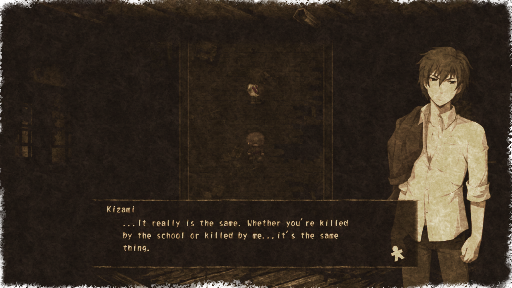 Kizami
...It really is the same. Whether you're killed
by the school or killed by me...it's the same
thing.